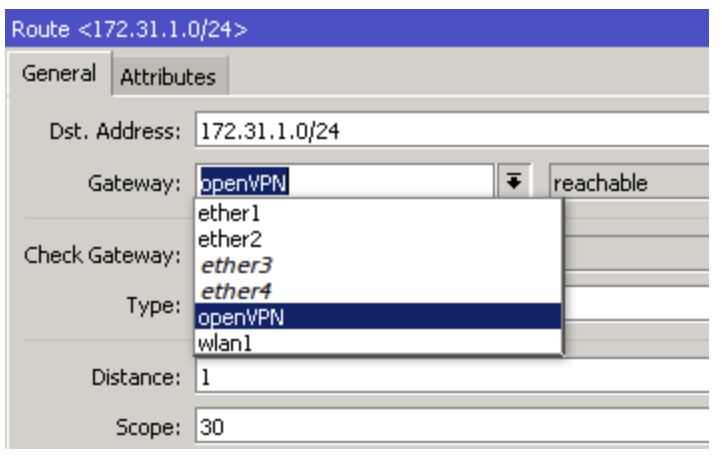 Route <172.31.1.0/24>
General Attributes
Dst. Address: 172.31.1.0/24
Gateway: openVPN reachable
ether1
ether2
Check Gateway:
ether3
ether4
Type:
openVPN
wlan1
Distance: 1
Scope: 30